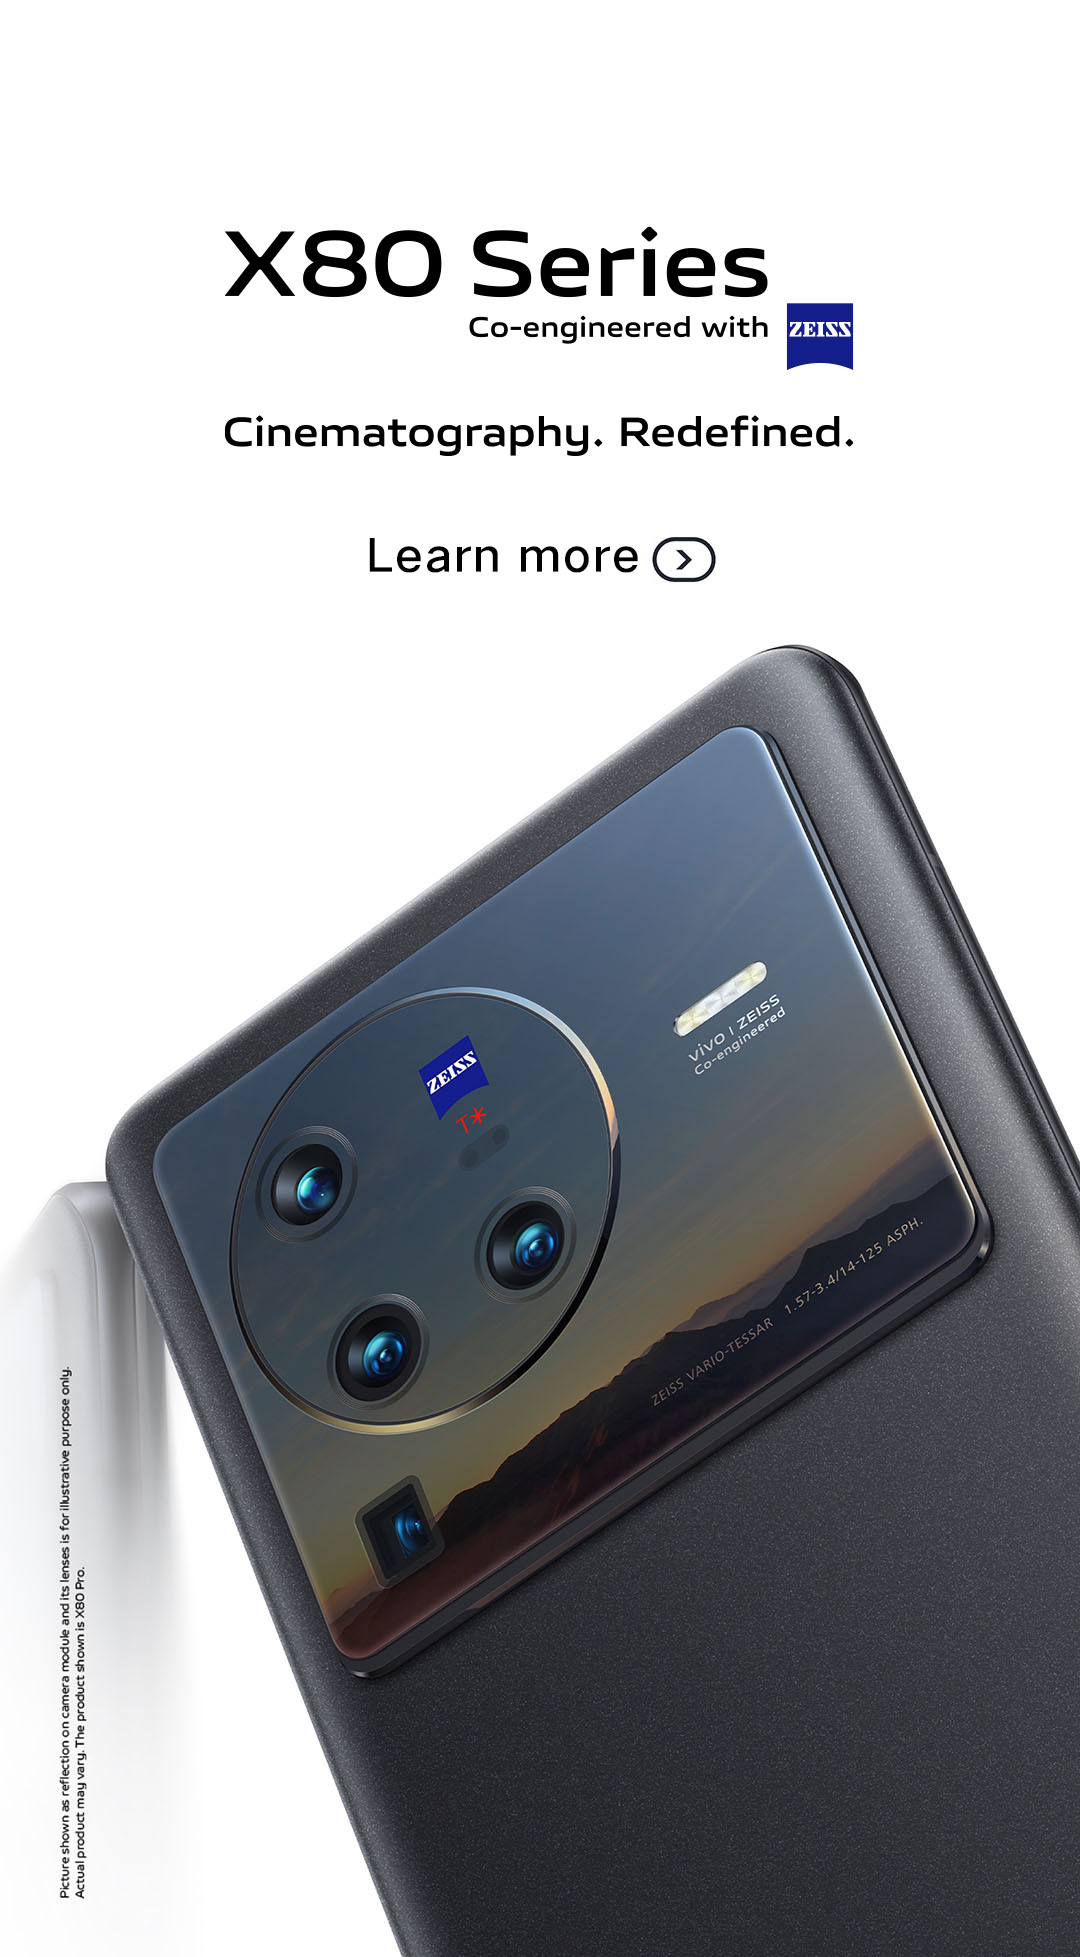 X80 Series
Co-engineered with ZEISS
Cinematography. Redefined.
Learn more
ZEISS
T*
vivo | ZEISS
Co-engineered
ZEISS VARIO-TESSAR 1.57-3.4/14-125 ASPH.
Picture shown as reflection on camera module and its lenses is for illustrative purpose only.
Actual product may vary. The product shown is X80 Pro.